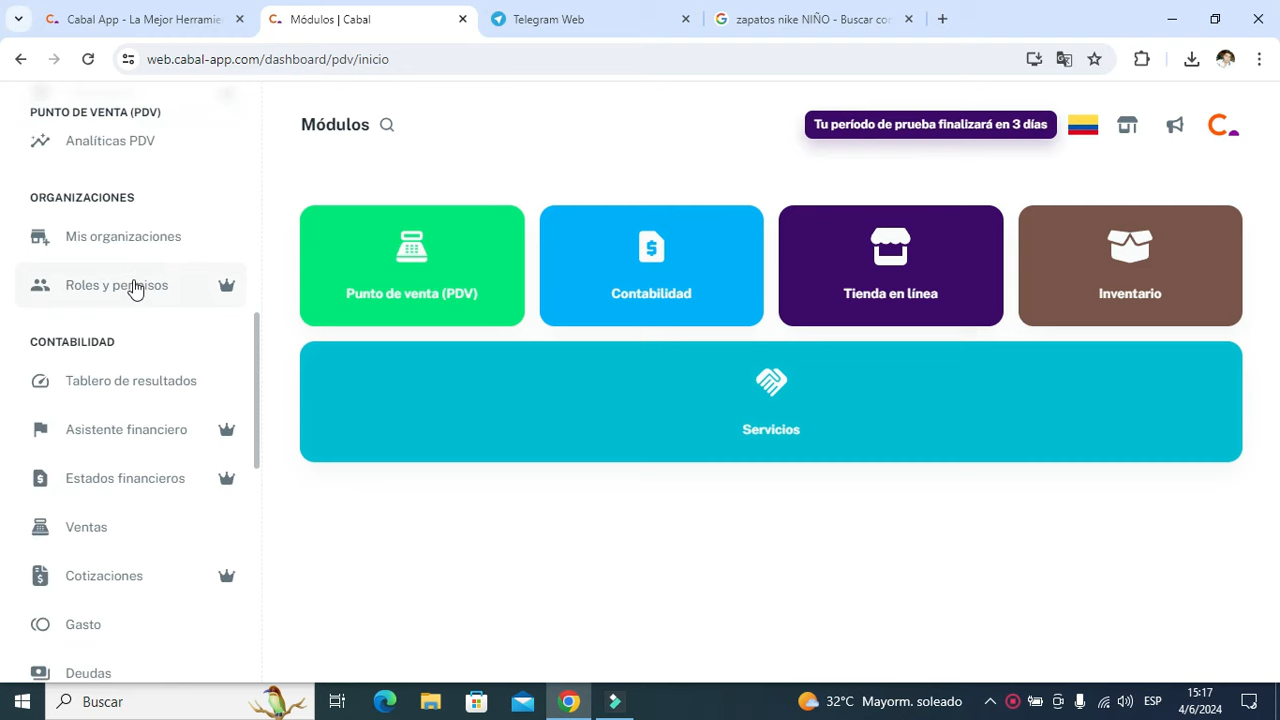 Cabal App - La Mejor Herramie
Módulos | Cabal
Telegram Web
zapatos nike NIÑO - Buscar con
web.cabal-app.com/dashboard/pdv/inicio
PUNTO DE VENTA (PDV)
Analíticas PDV
ORGANIZACIONES
Mis organizaciones
Roles y permisos
CONTABILIDAD
Tablero de resultados
Asistente financiero
Estados financieros
Ventas
Cotizaciones
Gasto
Deudas
Módulos
Tu período de prueba finalizará en 3 días
C.
Punto de venta (PDV)
Contabilidad
Tienda en línea
Inventario
Servicios
Buscar
32°C Mayorm. soleado
ESP
15:17
4/6/2024